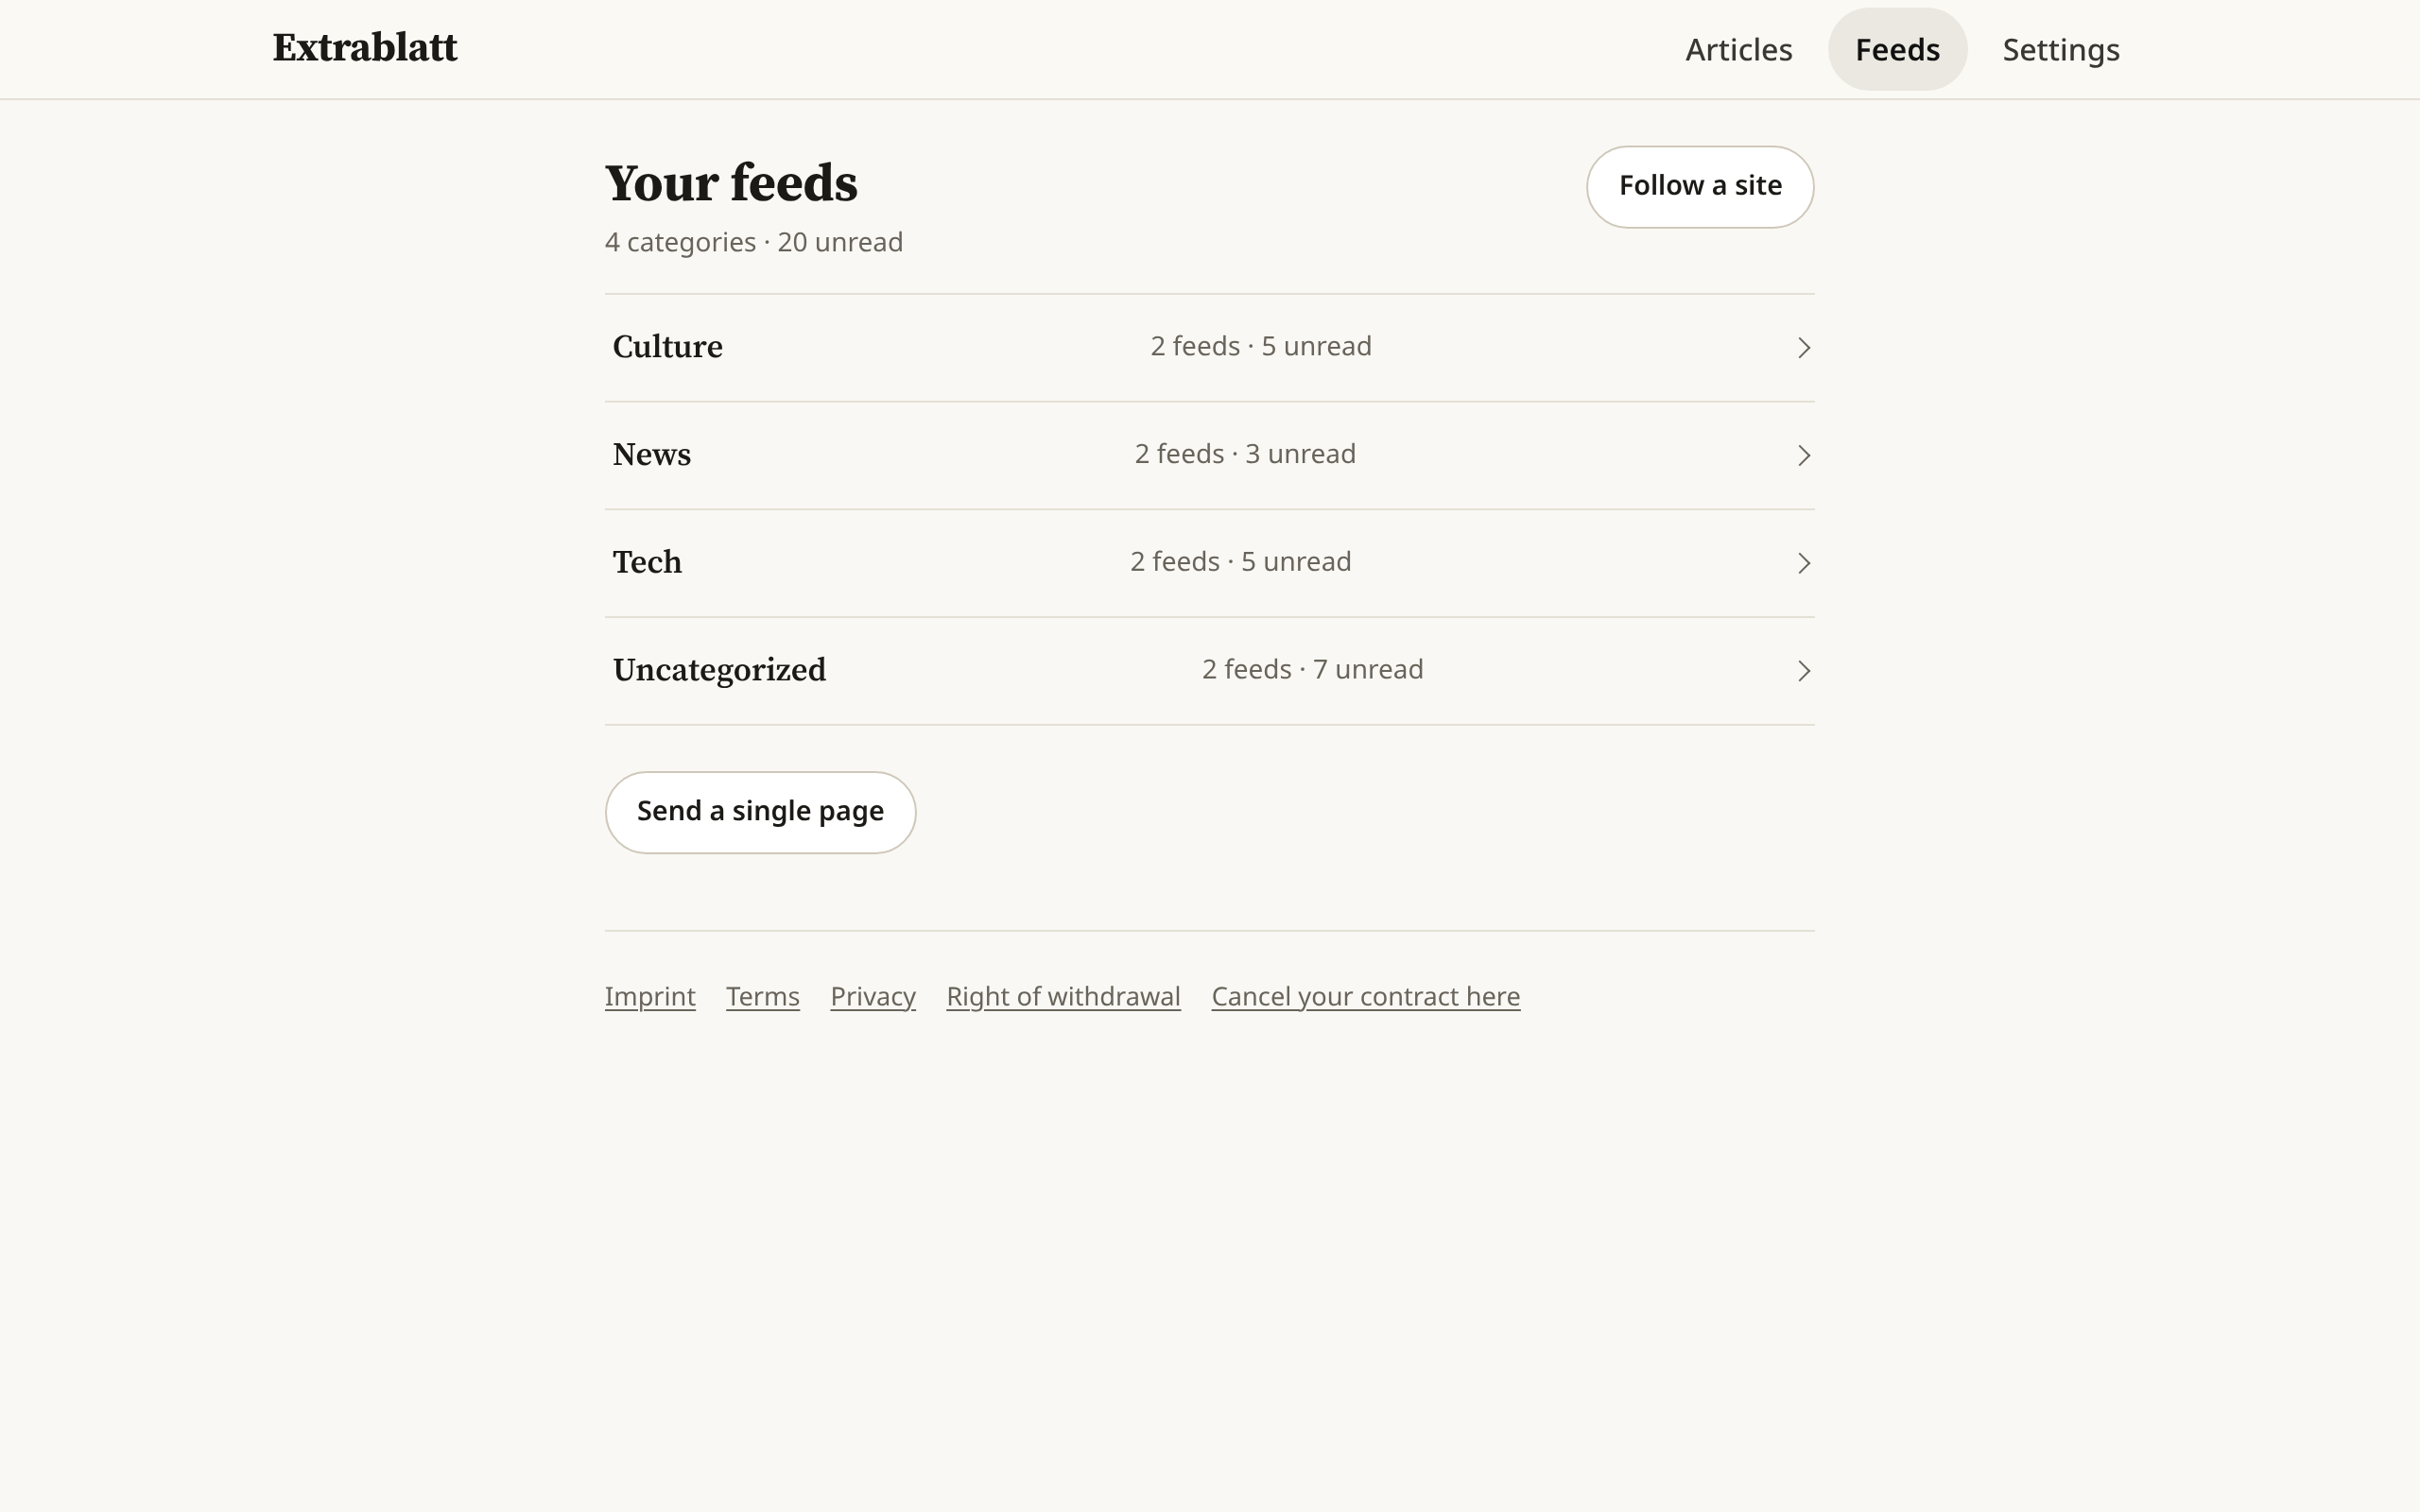 Extrablatt Articles Feeds Settings
Your feeds Follow a site
4 categories · 20 unread
Culture 2 feeds · 5 unread
News 2 feeds · 3 unread
Tech 2 feeds · 5 unread
Uncategorized 2 feeds · 7 unread
Send a single page
Imprint Terms Privacy Right of withdrawal Cancel your contract here